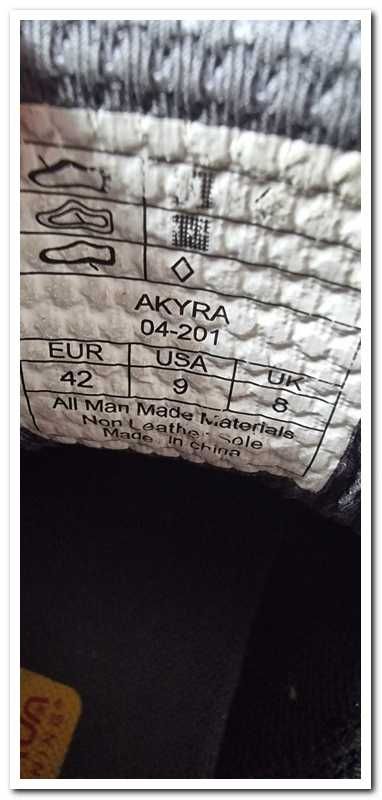 AKYRA
04-201
EUR USA UK
42 9 8
All Man Made Materials
Non Leather Sole
Made In china